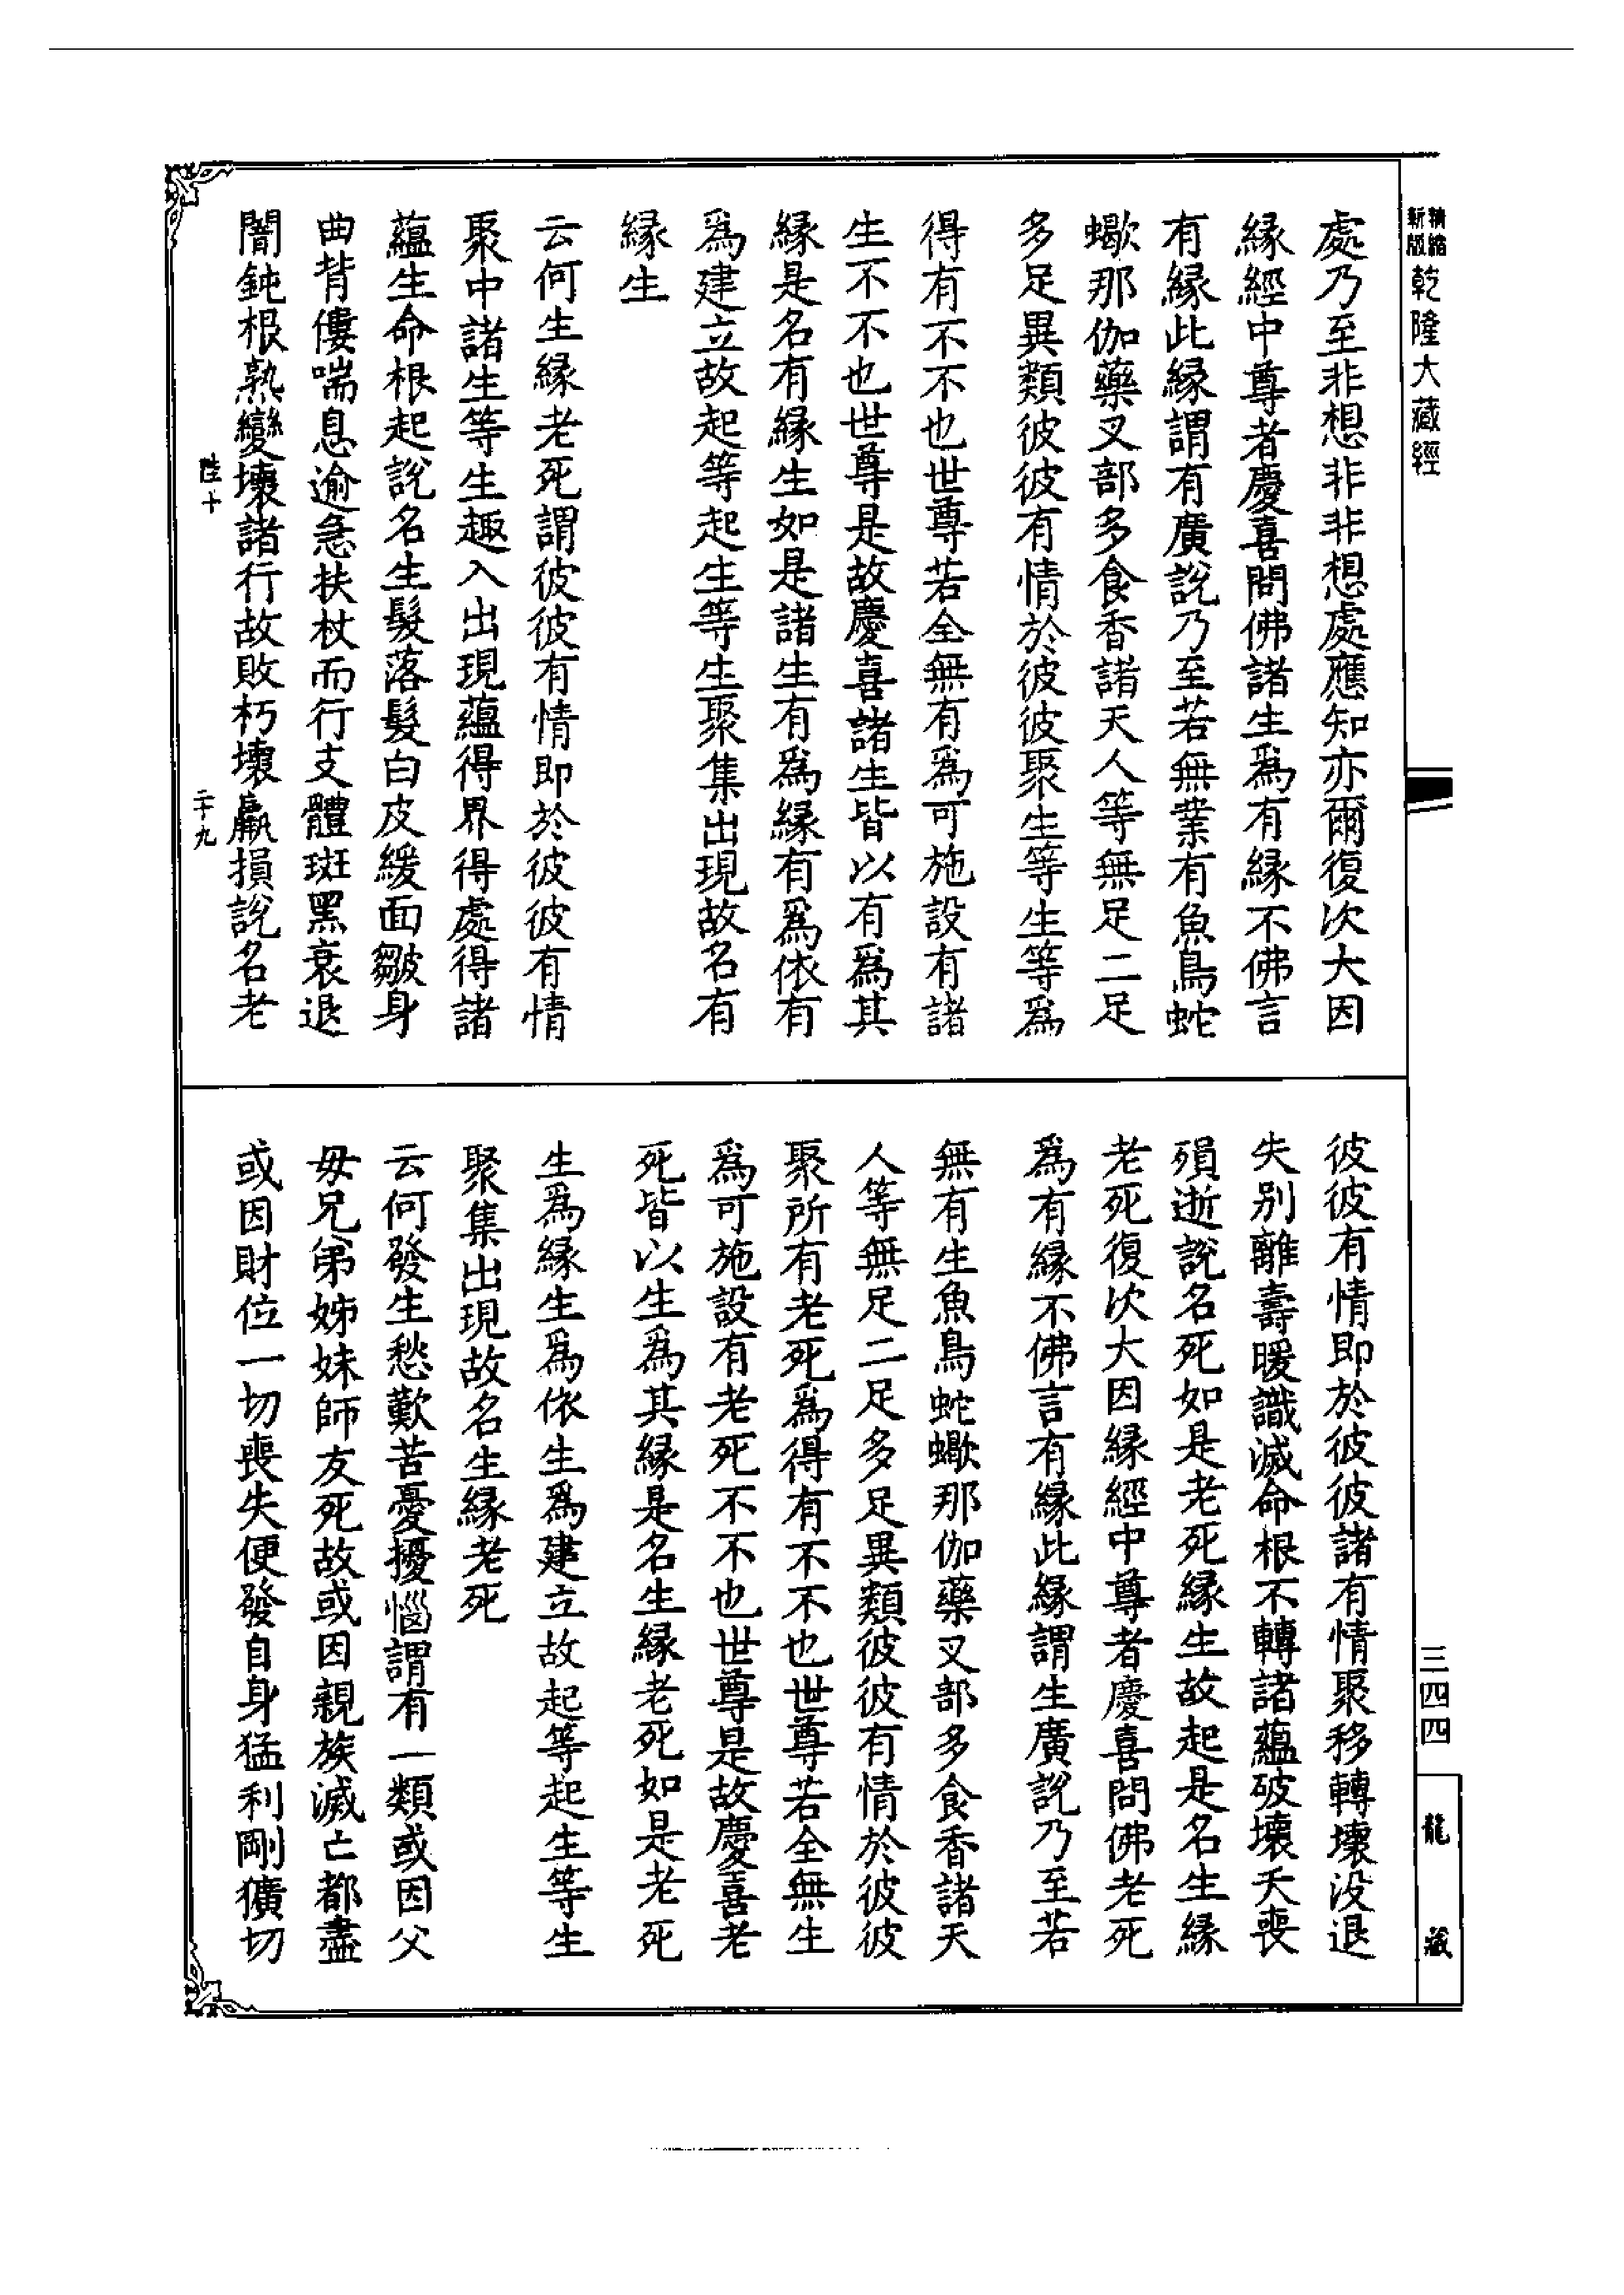 精縮新版乾隆大藏經
處乃至非想非非想處應知亦爾復次大因
縁經中尊者慶喜問佛諸生爲有縁不佛言
有縁此縁謂有廣說乃至若無業有魚鳥蛇
蠍那伽藥叉部多食香諸天人等無足二足
多足異類彼彼有情於彼彼聚生等生等爲
得有不不也世尊若全無有爲可施設有諸
生不不也世尊是故慶喜諸生皆以有爲其
縁是名有縁生如是諸生有爲縁有爲依有
爲建立故起等起生等生聚集出現故名有
縁生
云何生縁老死謂彼彼有情即於彼彼有情
聚中諸生等生趣入出現蘊得界得處得諸
蘊生命根起說名生髮落髮白皮緩面皺身
曲背僂喘息逾急扶杖而行支體斑黑衰退
闇鈍根熟變壞諸行故敗朽壞羸損說名老
陸十
二十九
彼彼有情即於彼彼諸有情聚移轉壞没退
失别離壽暖識滅命根不轉諸蘊破壞夭喪
殞逝說名死如是老死縁生故起是名生縁
老死復次大因縁經中尊者慶喜問佛老死
爲有縁不佛言有縁此縁謂生廣說乃至若
無有生魚鳥蛇蠍那伽藥叉部多食香諸天
人等無足二足多足異類彼彼有情於彼彼
聚所有老死爲得有不不也世尊若全無生
爲可施設有老死不不也世尊是故慶喜老
死皆以生爲其縁是名生縁老死如是老死
生爲縁生爲依生爲建立故起等起生等生
聚集出現故名生縁老死
云何發生愁歎苦憂擾惱謂有一類或因父
毋兄弟姊妹師友死故或因親族滅亡都盡
或因財位一切喪失便發自身猛利剛獷切
三四四
龍藏